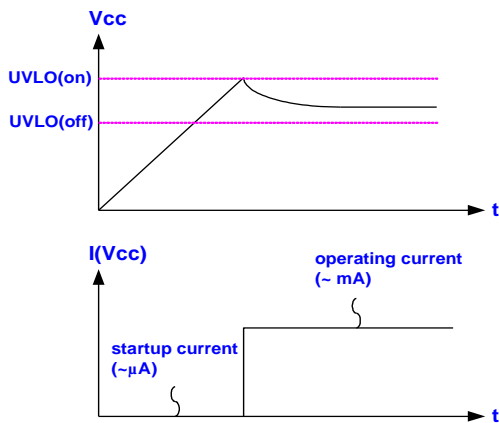 Vcc
UVLO(on)
UVLO(off)
t
I(Vcc)
operating current
(~ mA)
startup current
(~μA)
t